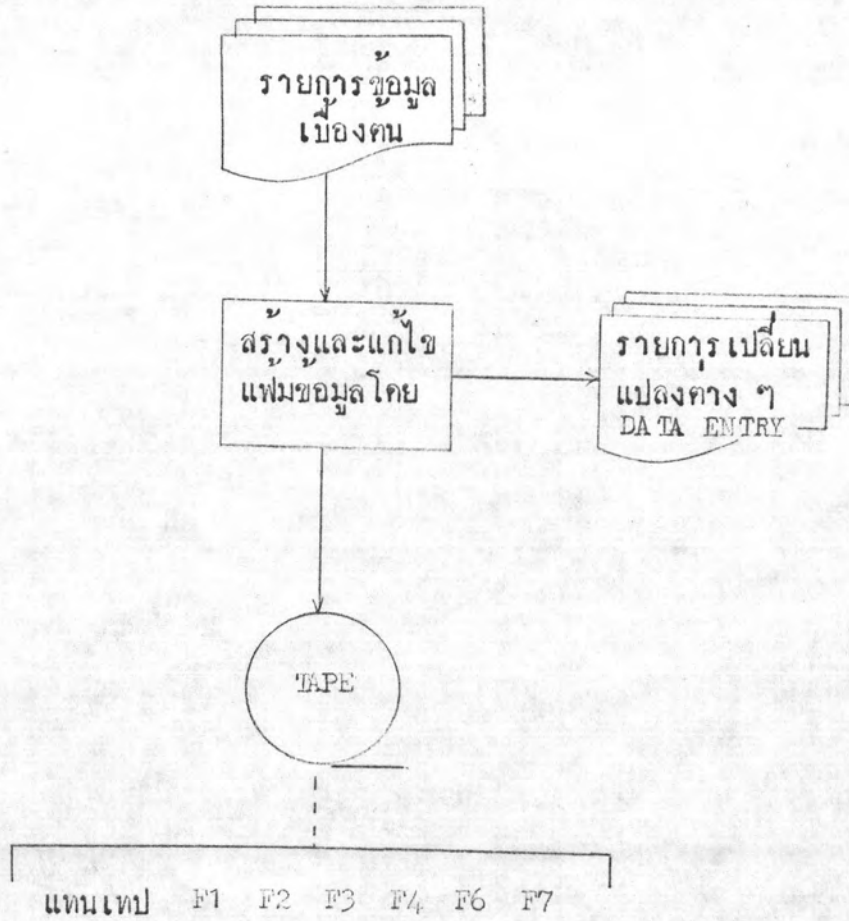 รายการข้อมูล
เบื้องต้น
สร้างและแก้ไข
แฟ้มข้อมูลโดย
รายการเปลี่ยน
แปลงต่าง ๆ
DATA ENTRY
TAPE
แทนเทป F1 F2 F3 F4 F6 F7